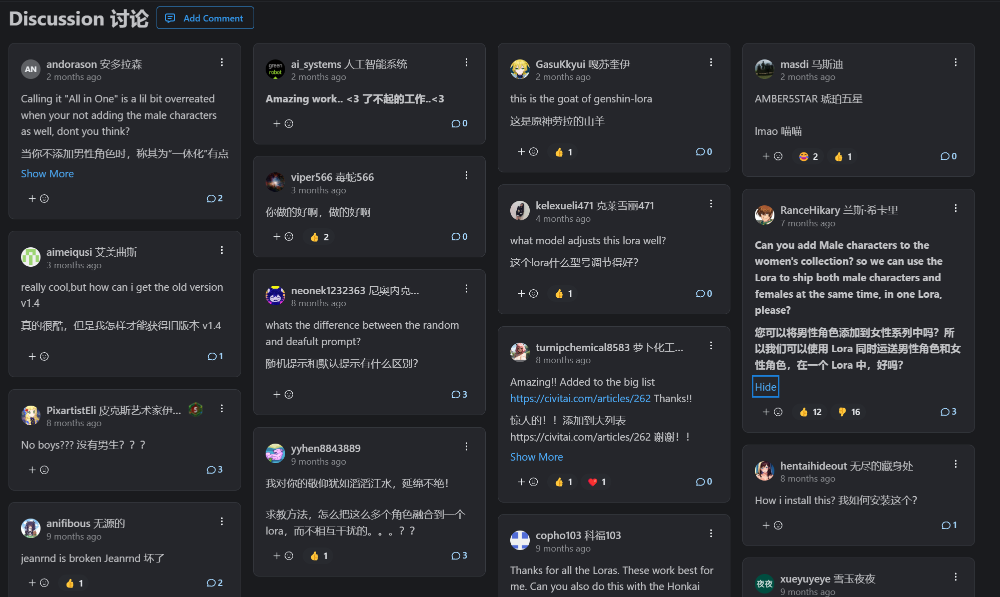 Discussion 讨论
Add Comment
AN
andorason 安多拉森
2 months ago
Calling it "All in One" is a lil bit overreated
when your not adding the male characters
as well, dont you think?
当你不添加男性角色时，称其为“一体化”有点
Show More
2
aimeiqusi 艾美曲斯
3 months ago
really cool,but how can i get the old version
v1.4
真的很酷，但是我怎样才能获得旧版本 v1.4
1
PixartistEli 皮克斯艺术家伊...
8 months ago
No boys??? 没有男生？？？
3
anifibous 无源的
9 months ago
jeanrnd is broken Jeanrnd 坏了
1
2
green
robot
ai_systems 人工智能系统
2 months ago
Amazing work.. <3 了不起的工作..<3
0
viper566 毒蛇566
3 months ago
你做的好啊，做的好啊
2
0
neonek1232363 尼奥内克...
8 months ago
whats the difference between the random
and deafult prompt?
随机提示和默认提示有什么区别？
3
yyhen8843889
9 months ago
我对你的敬仰犹如滔滔江水，延绵不绝！
求教方法，怎么把这么多个角色融合到一个
lora，而不相互干扰的。。。？？
1
3
GasuKkyui 嘎苏奎伊
2 months ago
this is the goat of genshin-lora
这是原神劳拉的山羊
1
0
kelexueli471 克莱雪丽471
4 months ago
what model adjusts this lora well?
这个lora什么型号调节得好？
1
0
turnipchemical8583 萝卜化工...
8 months ago
Amazing!! Added to the big list
https://civitai.com/articles/262 Thanks!!
惊人的！！添加到大列表
https://civitai.com/articles/262 谢谢！！
Show More
1
1
0
copho103 科福103
9 months ago
Thanks for all the Loras. These work best for
me. Can you also do this with the Honkai
masdi 马斯迪
2 months ago
AMBER5STAR 琥珀五星
lmao 喵喵
2
1
0
RanceHikary 兰斯·希卡里
7 months ago
Can you add Male characters to the
women's collection? so we can use the
Lora to ship both male characters and
females at the same time, in one Lora,
please?
您可以将男性角色添加到女性系列中吗？所
以我们可以使用 Lora 同时运送男性角色和女
性角色，在一个 Lora 中，好吗？
Hide
12
16
3
hentaihideout 无尽的藏身处
8 months ago
How i install this? 我如何安装这个？
1
夜夜
xueyuyeye 雪玉夜夜
9 months ago